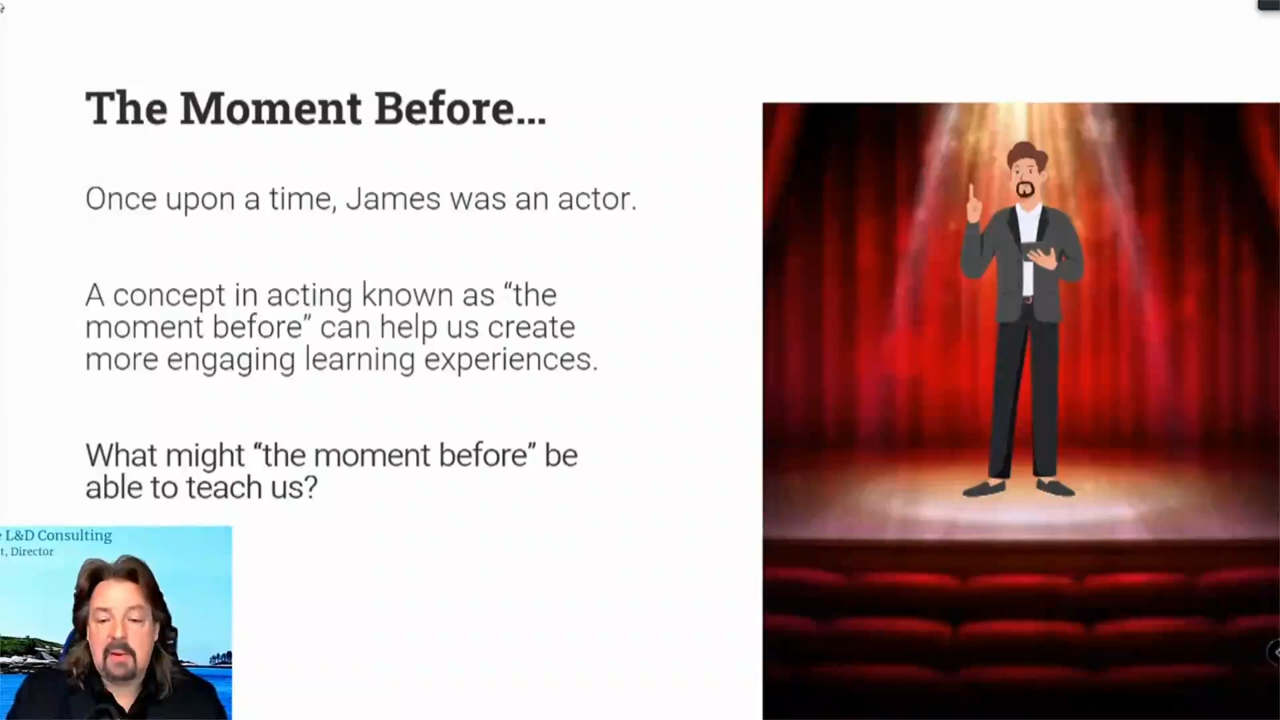 The Moment Before...
Once upon a time, James was an actor.
A concept in acting known as “the
moment before” can help us create
more engaging learning experiences.
What might “the moment before” be
able to teach us?
L&D Consulting
t, Director